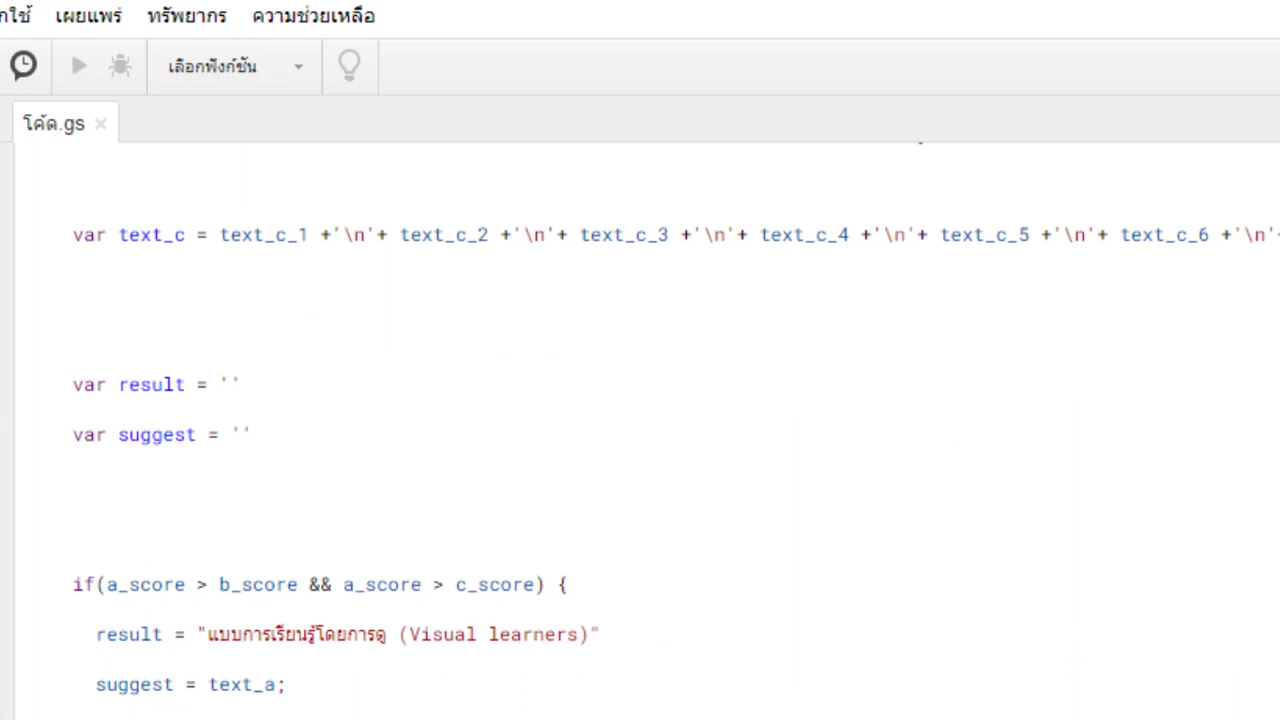 เผยแพร่ ทรัพยากร ความช่วยเหลือ
เลือกฟังก์ชัน
โค้ด.gs
var text_c = text_c_1 +'\n'+ text_c_2 +'\n'+ text_c_3 +'\n'+ text_c_4 +'\n'+ text_c_5 +'\n'+ text_c_6 +'\n'
var result = ''
var suggest = ''
if(a_score > b_score && a_score > c_score) {
result = "แบบการเรียนรู้โดยการดู (Visual learners)"
suggest = text_a;